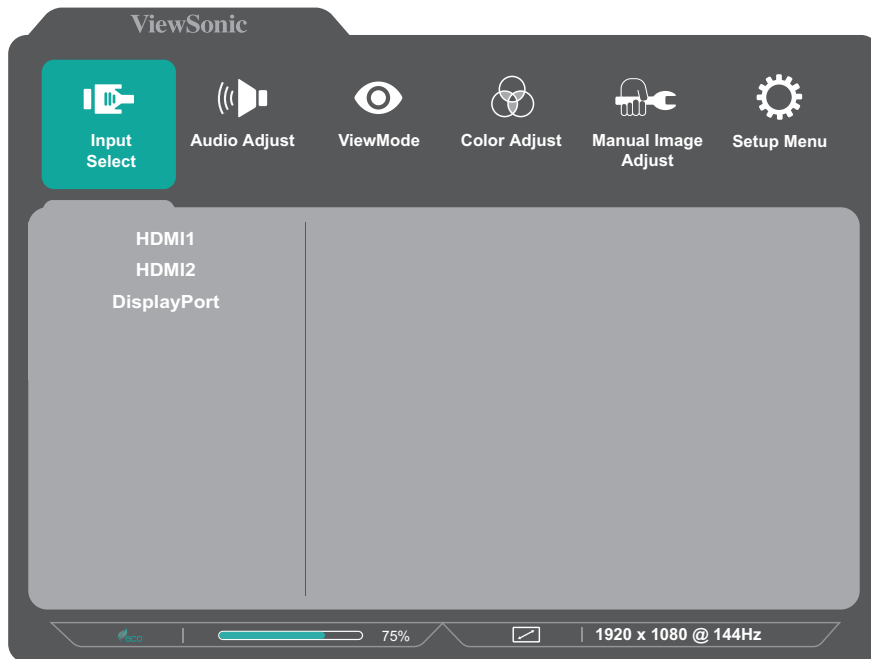 ViewSonic
Input
Select
Audio Adjust
ViewMode
Color Adjust
Manual Image
Adjust
Setup Menu
HDMI1
HDMI2
DisplayPort
eco
75%
1920 x 1080 @ 144Hz